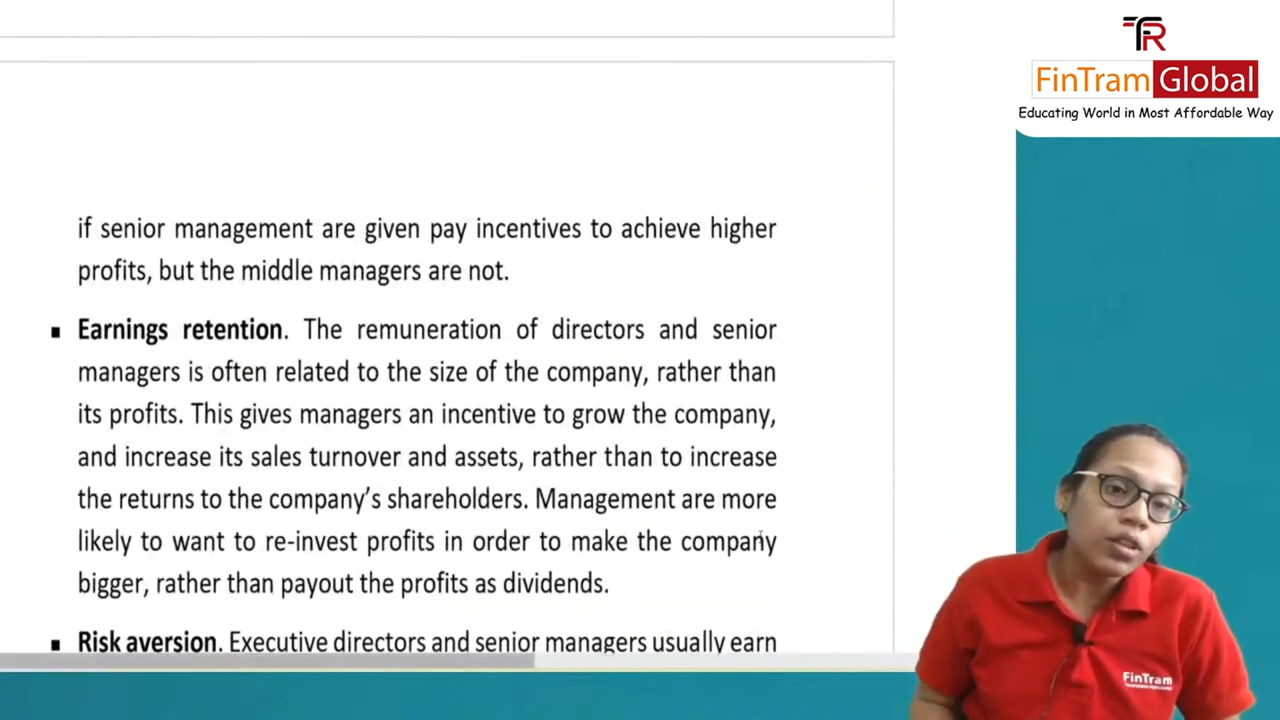 FR
FinTram Global
Educating World in Most Affordable Way
if senior management are given pay incentives to achieve higher
profits, but the middle managers are not.
▪ Earnings retention. The remuneration of directors and senior
managers is often related to the size of the company, rather than
its profits. This gives managers an incentive to grow the company,
and increase its sales turnover and assets, rather than to increase
the returns to the company's shareholders. Management are more
likely to want to re-invest profits in order to make the company
bigger, rather than payout the profits as dividends.
▪ Risk aversion. Executive directors and senior managers usually earn
FinTram